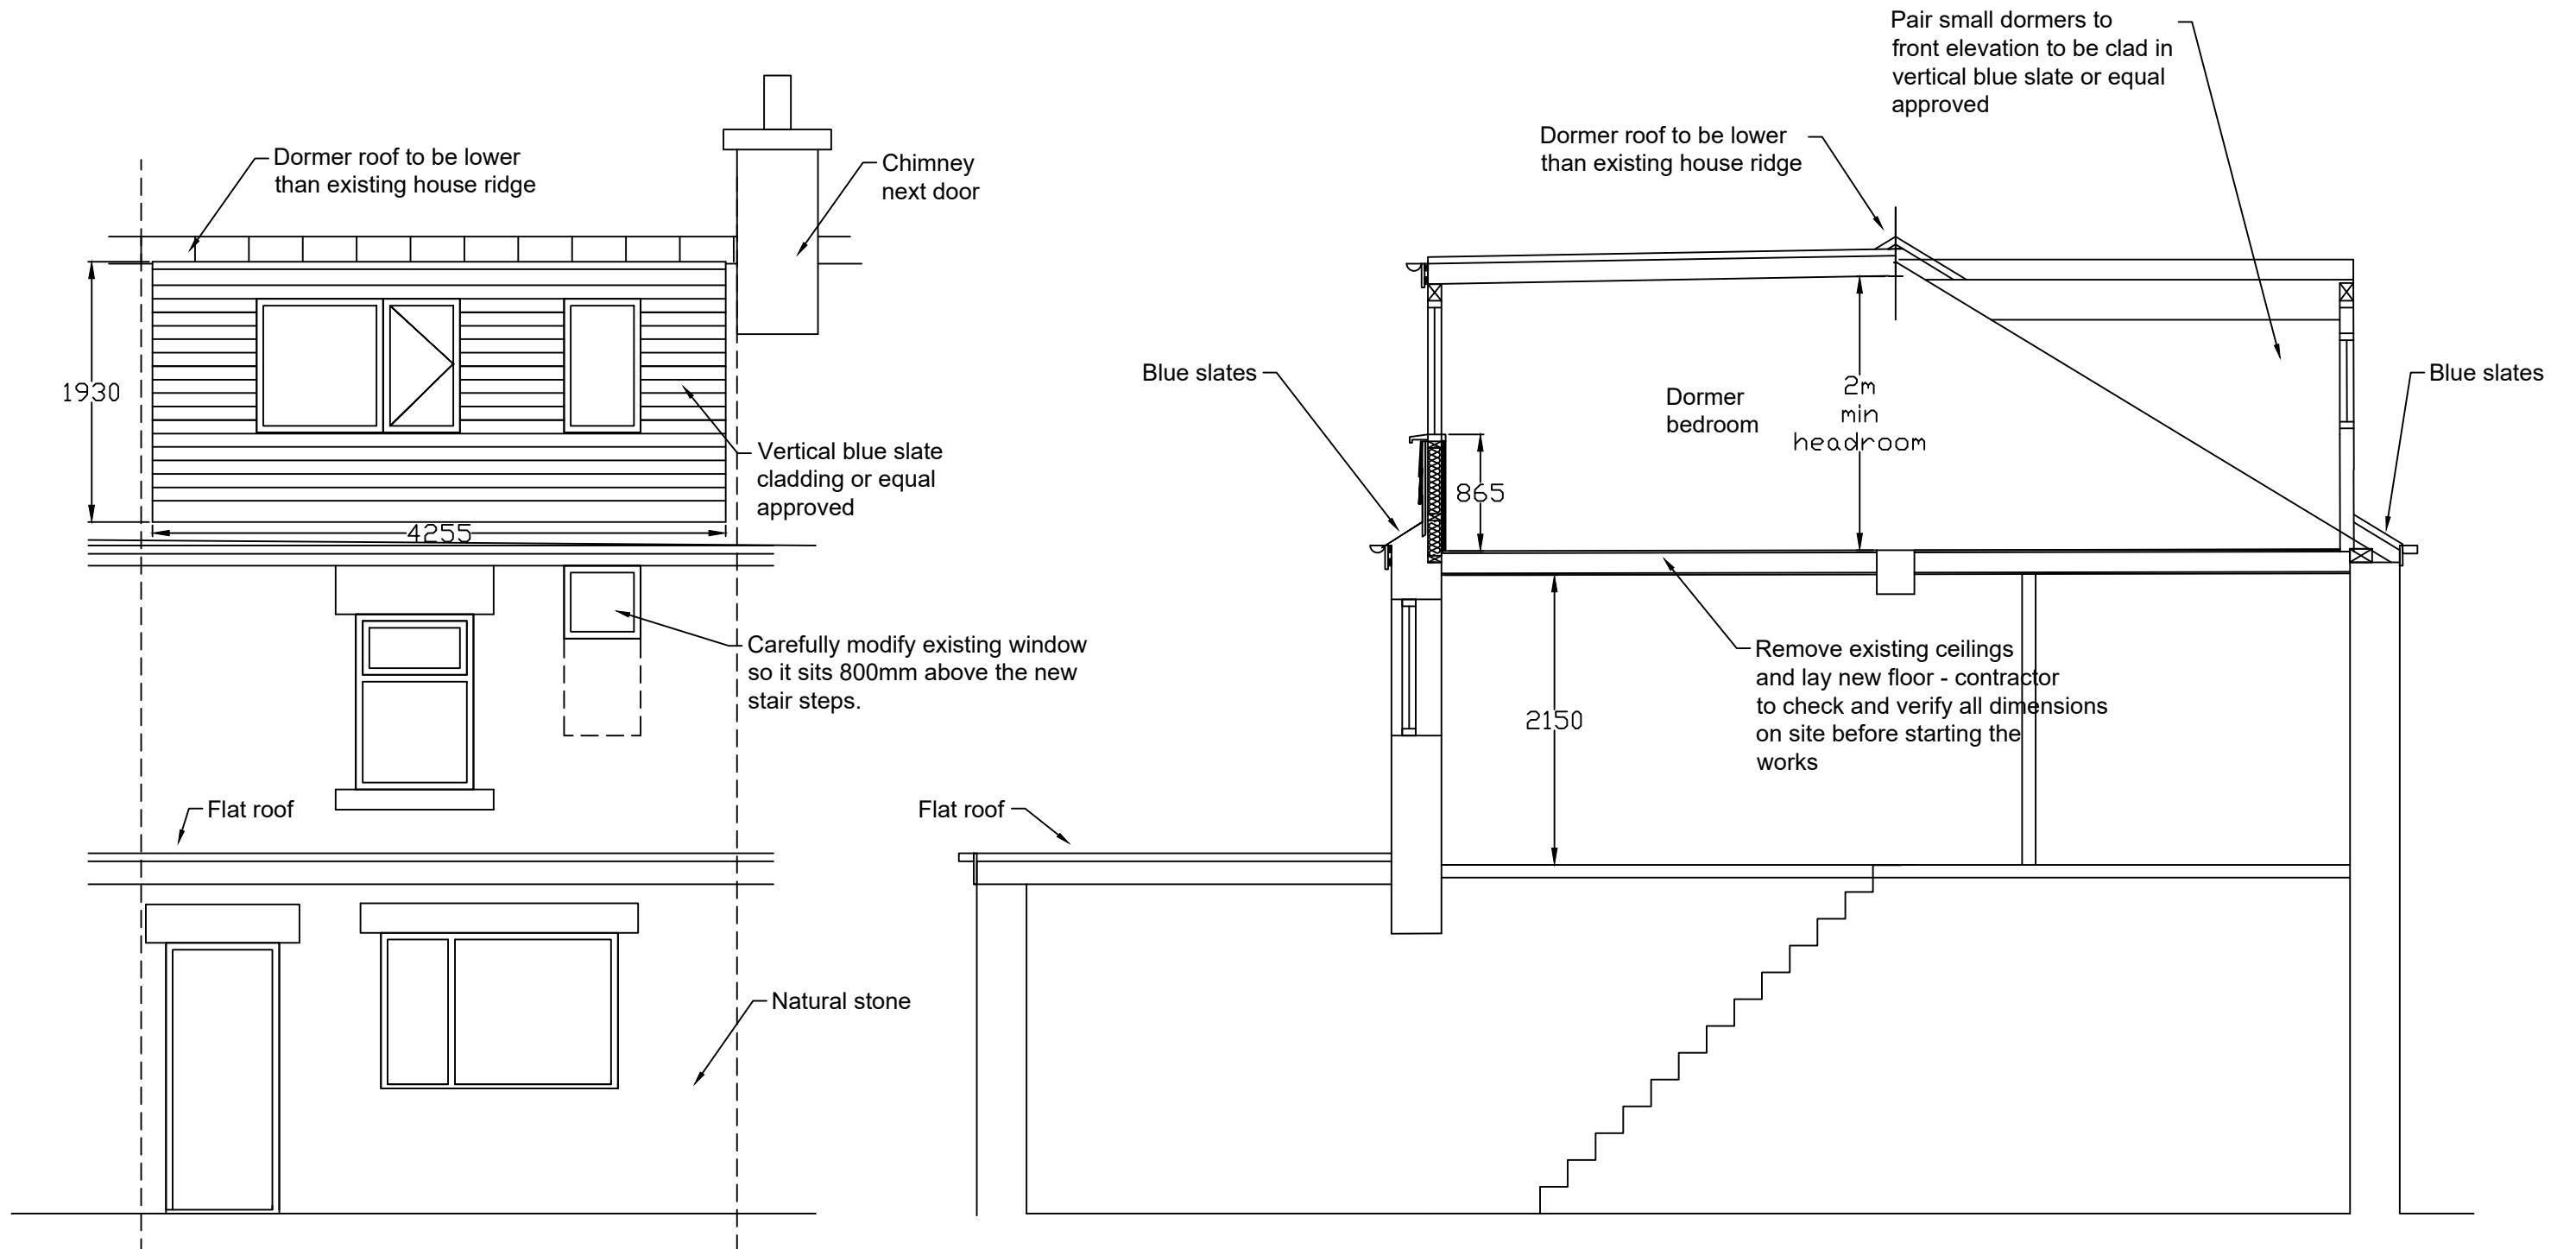 Dormer roof to be lower
than existing house ridge
Chimney
next door
1930
Vertical blue slate
cladding or equal
approved
4255
Carefully modify existing window
so it sits 800mm above the new
stair steps.
Flat roof
Natural stone
Pair small dormers to
front elevation to be clad in
vertical blue slate or equal
approved
Dormer roof to be lower
than existing house ridge
Blue slates
Dormer
bedroom
2m
min
headroom
Blue slates
865
Remove existing ceilings
and lay new floor - contractor
to check and verify all dimensions
on site before starting the
works
2150
Flat roof